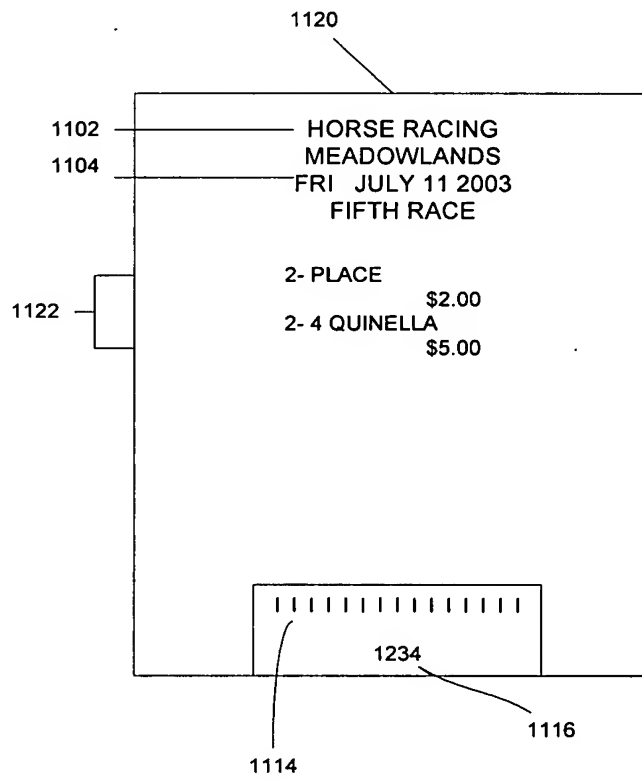 1120
1102
HORSE RACING
MEADOWLANDS
1104
FRI JULY 11 2003
FIFTH RACE
2- PLACE
$2.00
1122
2- 4 QUINELLA
$5.00
1234
1116
1114